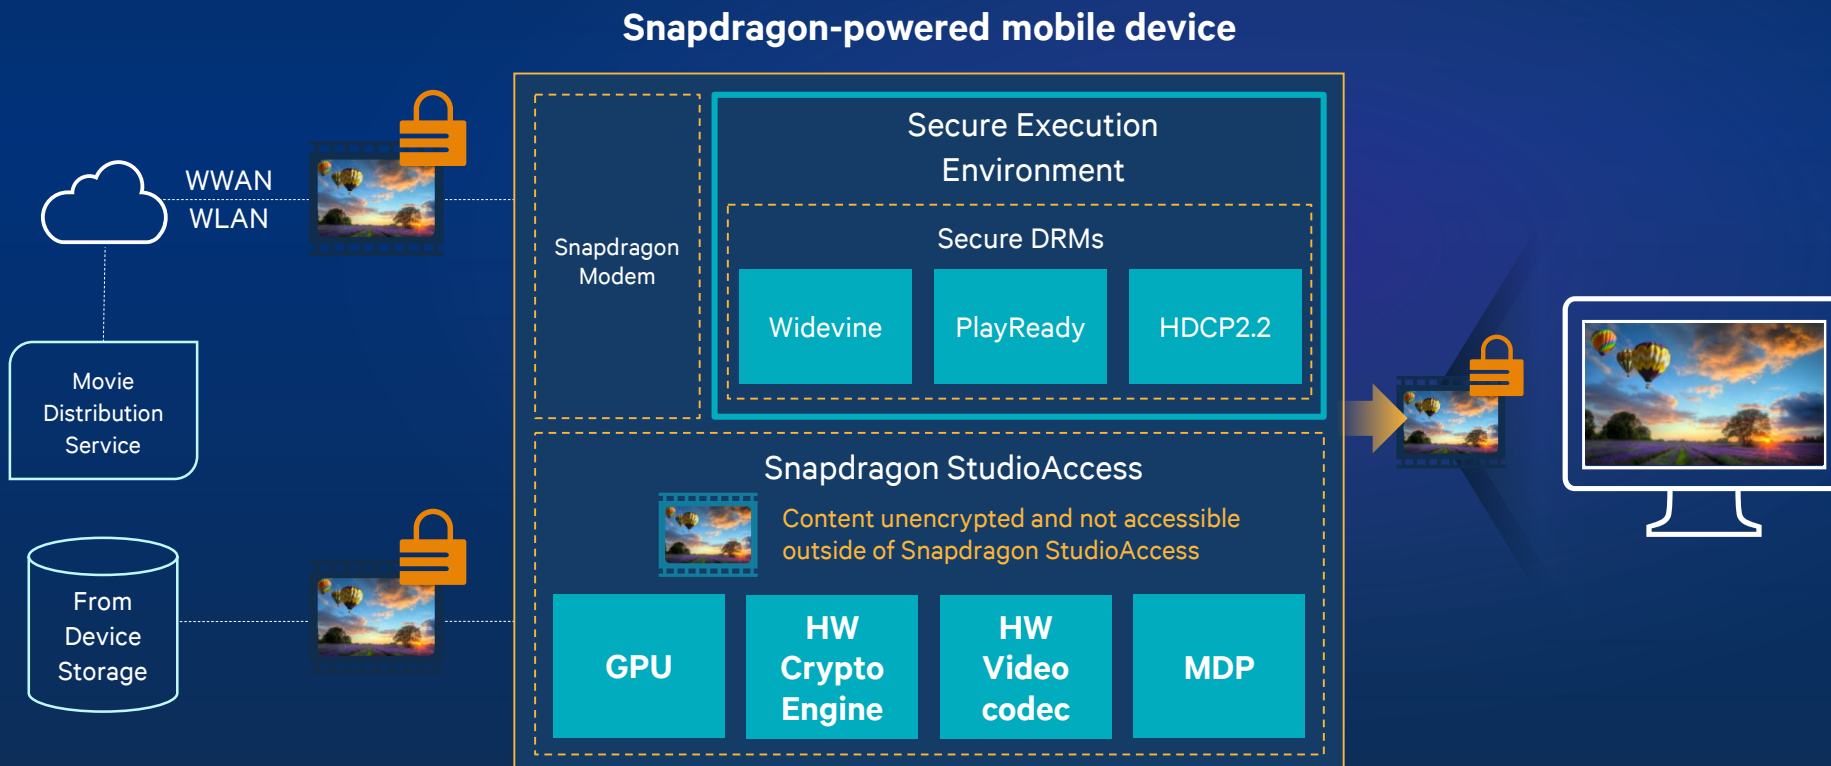 Snapdragon-powered mobile device
WWAN
WLAN
Movie
Distribution
Service
From
Device
Storage
Snapdragon
Modem
Secure Execution
Environment
Secure DRMs
Widevine
PlayReady
HDCP2.2
Snapdragon StudioAccess
Content unencrypted and not accessible
outside of Snapdragon StudioAccess
GPU
HW
Crypto
Engine
HW
Video
codec
MDP